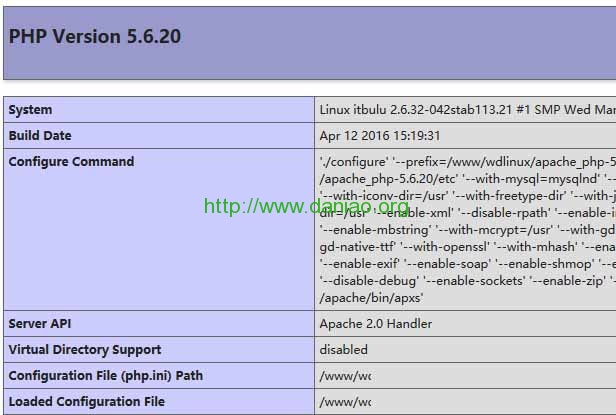 PHP Version 5.6.20
System Linux itbulu 2.6.32-042stab113.21 #1 SMP Wed Mar
Build Date Apr 12 2016 15:19:31
Configure Command './configure' '--prefix=/www/wdlinux/apache_php-5
/apache_php-5.6.20/etc' '--with-mysql=mysqlnd' '--
'--with-iconv-dir=/usr' '--with-freetype-dir' '--with-j
http://www.daniao.org
dir=/usr' '--enable-xml' '--disable-rpath' '--enable-i
'--enable-mbstring' '--with-mcrypt=/usr' '--with-gd
gd-native-ttf' '--with-openssl' '--with-mhash' '--ena
'--enable-exif' '--enable-soap' '--enable-shmop' '--e
'--disable-debug' '--enable-sockets' '--enable-zip' '-
/apache/bin/apxs'
Server API Apache 2.0 Handler
Virtual Directory Support disabled
Configuration File (php.ini) Path /www/wc
Loaded Configuration File /www/wc